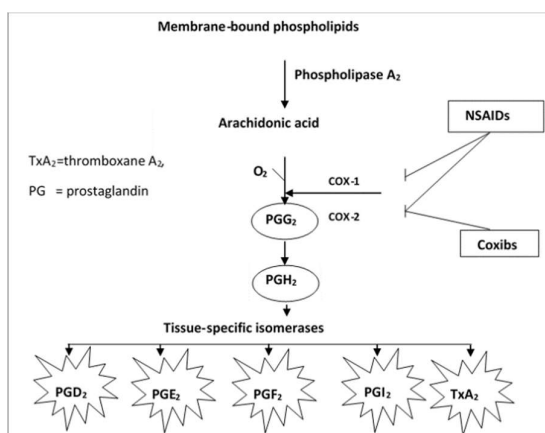 Membrane-bound phospholipids
Phospholipase A₂
Arachidonic acid
NSAIDs
TxA₂=thromboxane A₂,
PG = prostaglandin
O₂
COX-1
PGG₂
COX-2
Coxibs
PGH₂
Tissue-specific isomerases
PGD₂ PGE₂ PGF₂ PGI₂ TxA₂